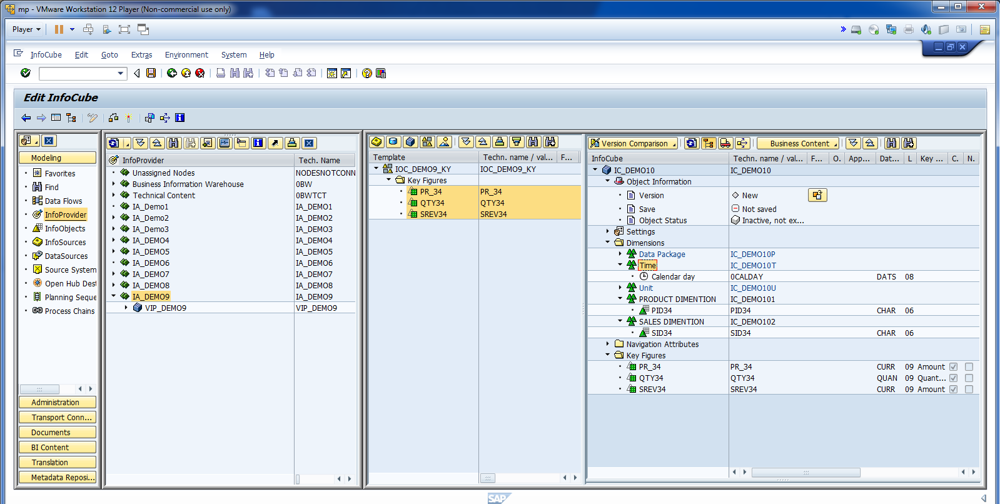 mp - VMware Workstation 12 Player (Non-commercial use only)
Player
InfoCube Edit Goto Extras Environment System Help
Edit InfoCube
Modeling
Favorites
Find
Data Flows
InfoProvider
InfoObjects
InfoSources
DataSources
Source System
Open Hub Dest
Planning Seque
Process Chains
Administration
Transport Conn...
Documents
BI Content
Translation
Metadata Reposi...
InfoProvider Tech. Name
Unassigned Nodes NODESNOTCONN
Business Information Warehouse 0BW
Technical Content 0BWTCT
IA_Demo1 IA_DEMO1
IA_Demo2 IA_DEMO2
IA_Demo3 IA_DEMO3
IA_DEMO4 IA_DEMO4
IA_DEMO5 IA_DEMO5
IA_DEMO6 IA_DEMO6
IA_DEMO7 IA_DEMO7
IA_DEMO8 IA_DEMO8
IA_DEMO9 IA_DEMO9
VIP_DEMO9 VIP_DEMO9
Template Techn. name / val... F...
IOC_DEMO9_KY IOC_DEMO9_KY
Key Figures
PR_34 PR_34
QTY34 QTY34
SREV34 SREV34
Version Comparison Business Content
InfoCube Techn. name / val... F... O. App... Dat... L Key ... C. N.
IC_DEMO10 IC_DEMO10
Object Information
Version New
Save Not saved
Object Status Inactive, not ex...
Settings
Dimensions
Data Package IC_DEMO10P
Time IC_DEMO10T
Calendar day 0CALDAY DATS 08
Unit IC_DEMO10U
PRODUCT DIMENTION IC_DEMO101
PID34 PID34 CHAR 06
SALES DIMENTION IC_DEMO102
SID34 SID34 CHAR 06
Navigation Attributes
Key Figures
PR_34 PR_34 CURR 09 Amount
QTY34 QTY34 QUAN 09 Quant...
SREV34 SREV34 CURR 09 Amount
SAP